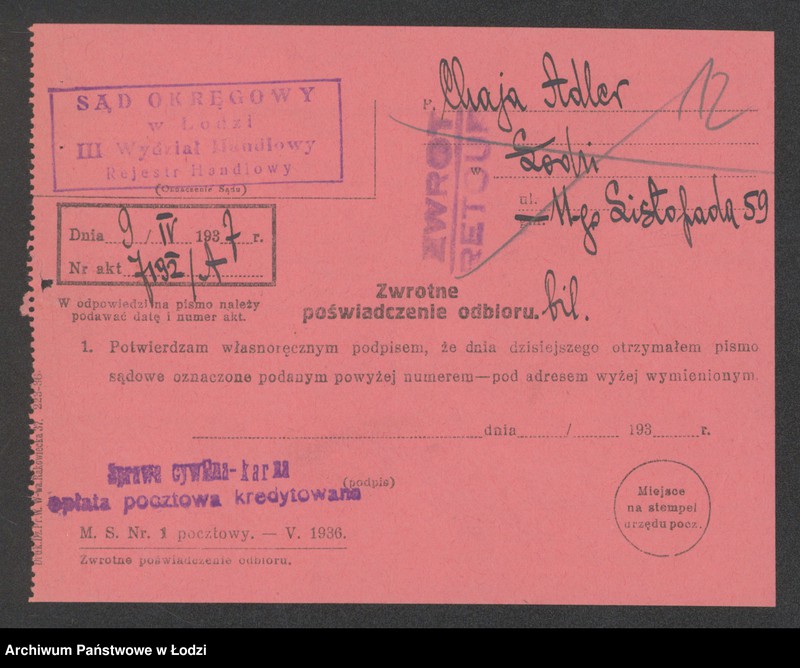 SĄD OKRĘGOWY
w Łodzi
III Wydział Handlowy
Rejestr Handlowy
(Oznaczenie Sądu)
P. Chaja Adler
12
w Łodzi
ul.
11-go Listopada 59
ZWROT
RETOUR
Dnia 9 / IV 1937 r.
Nr akt 7192/A
W odpowiedzi na pismo należy
podawać datę i numer akt.
Zwrotne
poświadczenie odbioru. bil.
1. Potwierdzam własnoręcznym podpisem, że dnia dzisiejszego otrzymałem pismo
sądowe oznaczone podanym powyżej numerem—pod adresem wyżej wymienionym.
dnia / 193 r.
(podpis)
Sprawa cywilna-karna
opłata pocztowa kredytowana
Miejsce
na stempel
urzędu pocz.
M. S. Nr. 1 pocztowy. — V. 1936.
Zwrotne poświadczenie odbioru.
Archiwum Państwowe w Łodzi